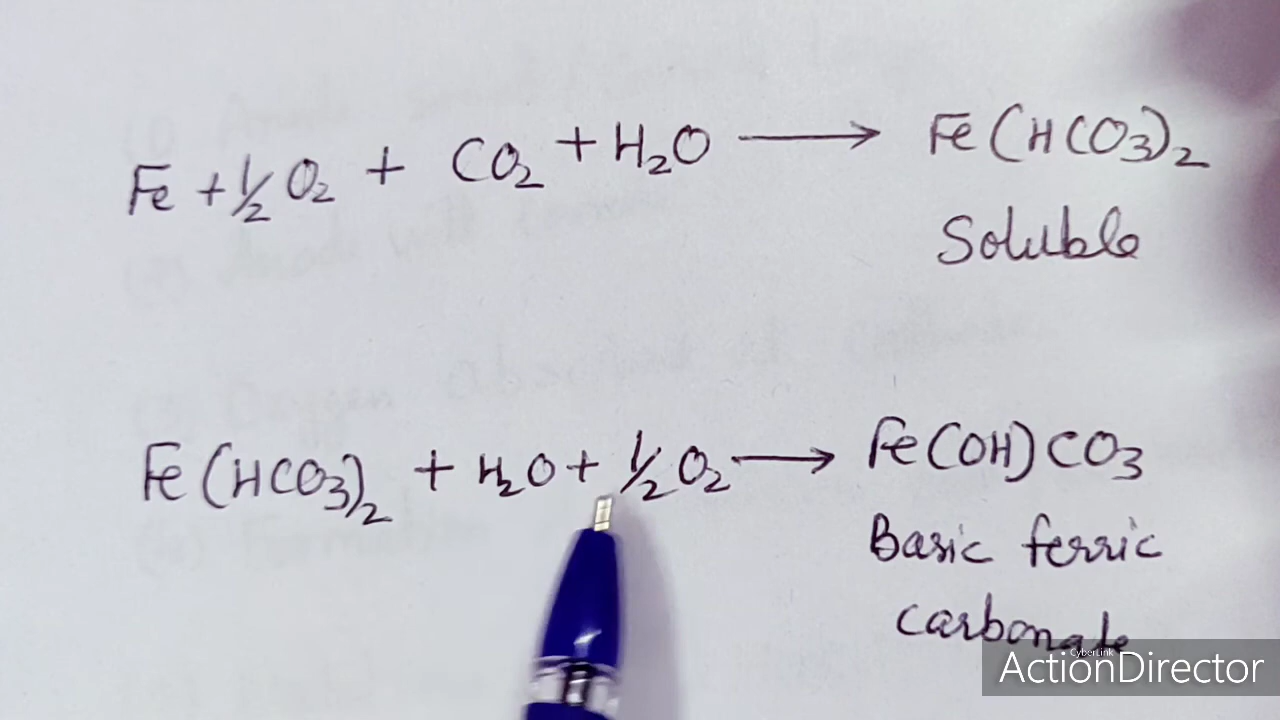 Fe + ½ O₂ + CO₂ + H₂O ⟶ Fe(HCO₃)₂
Soluble
Fe(HCO₃)₂ + H₂O + ½ O₂ ⟶ Fe(OH)CO₃
Basic ferric
carbonate
CyberLink
ActionDirector